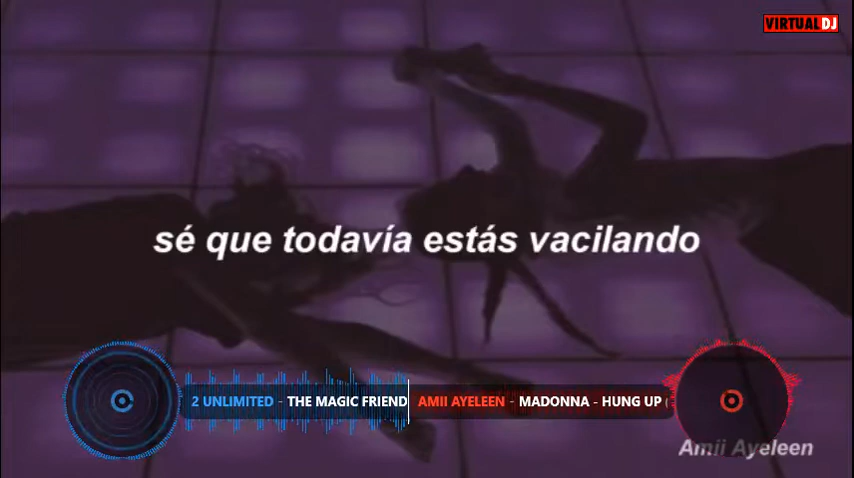 VIRTUALDJ
sé que todavía estás vacilando
2 UNLIMITED - THE MAGIC FRIEND
AMII AYELEEN - MADONNA - HUNG UP (
Amii Ayeleen